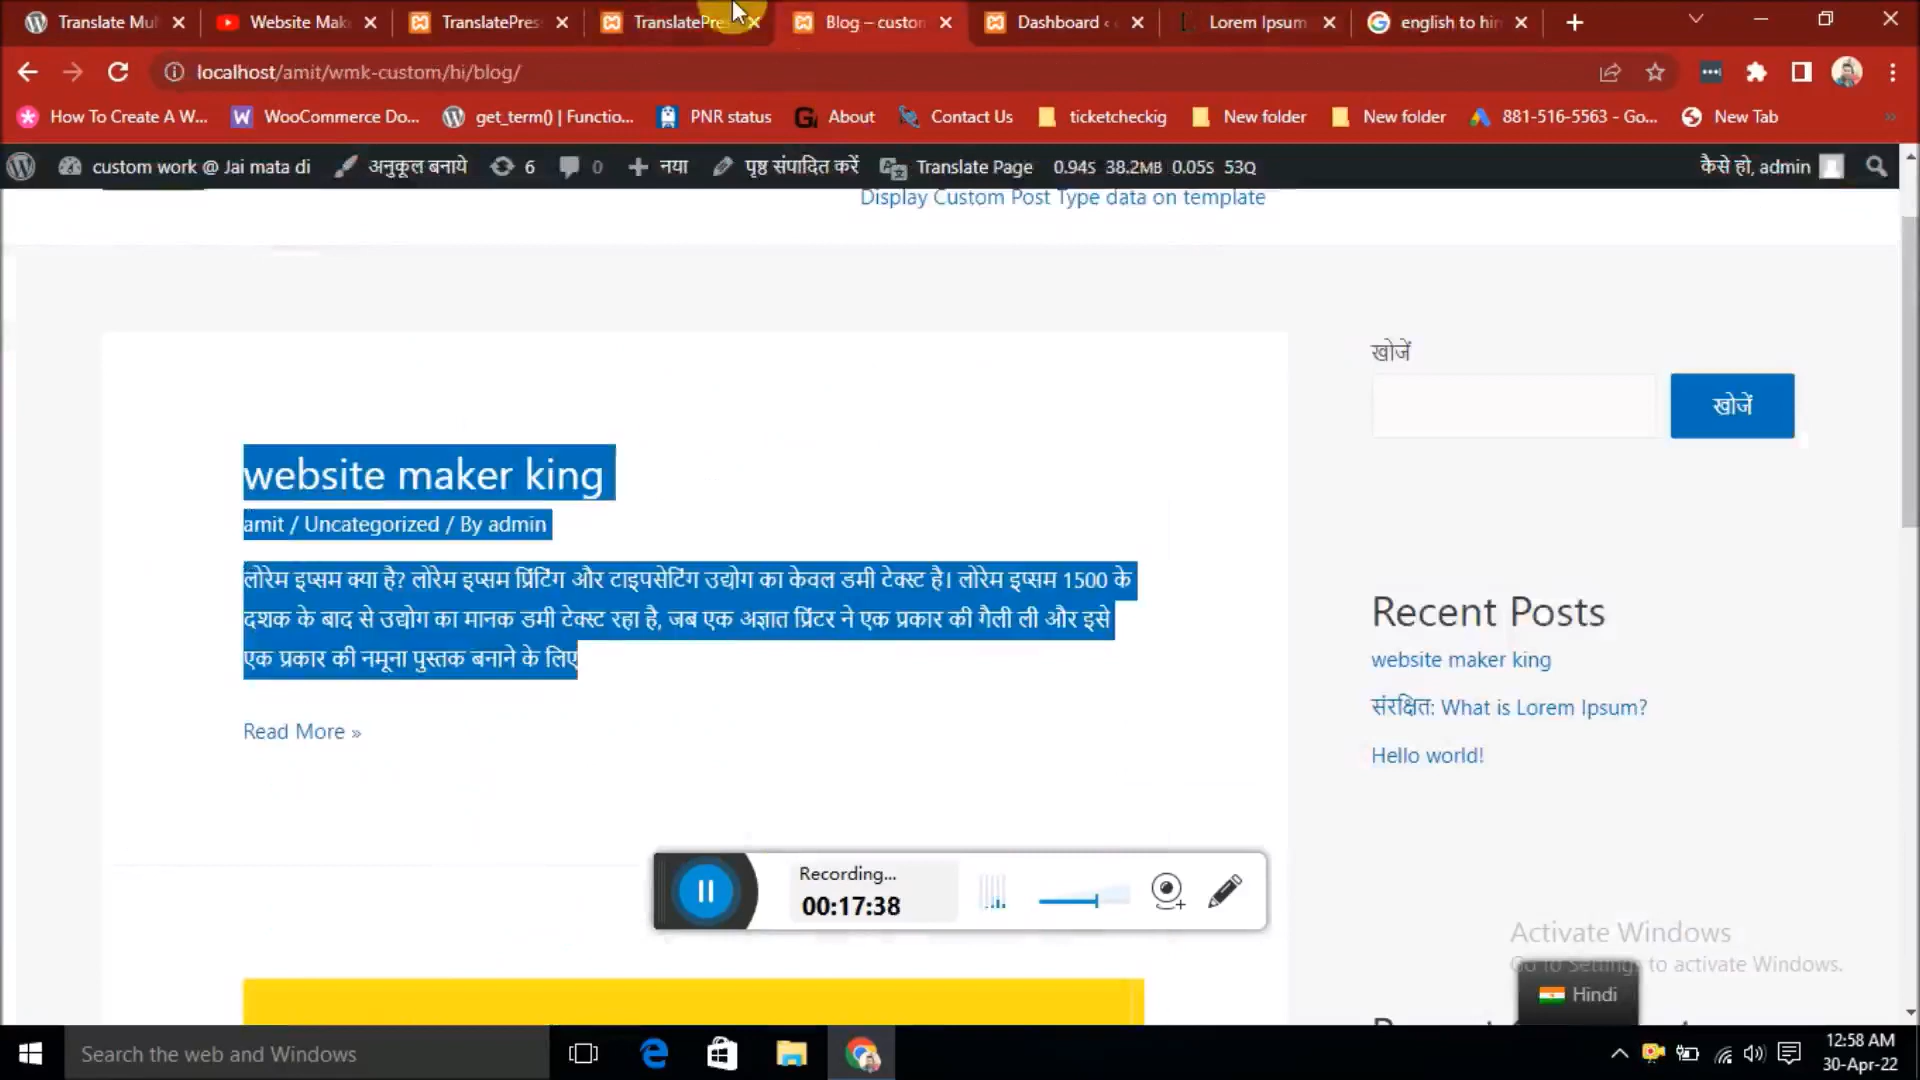 Translate Mul
Website Mak
TranslatePres
TranslatePre
Blog – custon
Dashboard ‹
Lorem Ipsum
english to hin
localhost/amit/wmk-custom/hi/blog/
How To Create A W...
WooCommerce Do...
get_term() | Functio...
PNR status
About
Contact Us
ticketcheckig
New folder
New folder
881-516-5563 - Go...
New Tab
custom work @ Jai mata di
अनुकूल बनाये
6
0
नया
पृष्ठ संपादित करें
Translate Page
0.94S 38.2MB 0.05S 53Q
कैसे हो, admin
Display Custom Post Type data on template
खोजें
खोजें
website maker king
amit / Uncategorized / By admin
लोरेम इप्सम क्या है? लोरेम इप्सम प्रिंटिंग और टाइपसेटिंग उद्योग का केवल डमी टेक्स्ट है। लोरेम इप्सम 1500 के
दशक के बाद से उद्योग का मानक डमी टेक्स्ट रहा है, जब एक अज्ञात प्रिंटर ने एक प्रकार की गैली ली और इसे
एक प्रकार की नमूना पुस्तक बनाने के लिए
Read More »
Recent Posts
website maker king
संरक्षित: What is Lorem Ipsum?
Hello world!
Recording...
00:17:38
Activate Windows
Go to Settings to activate Windows.
Hindi
Search the web and Windows
12:58 AM
30-Apr-22